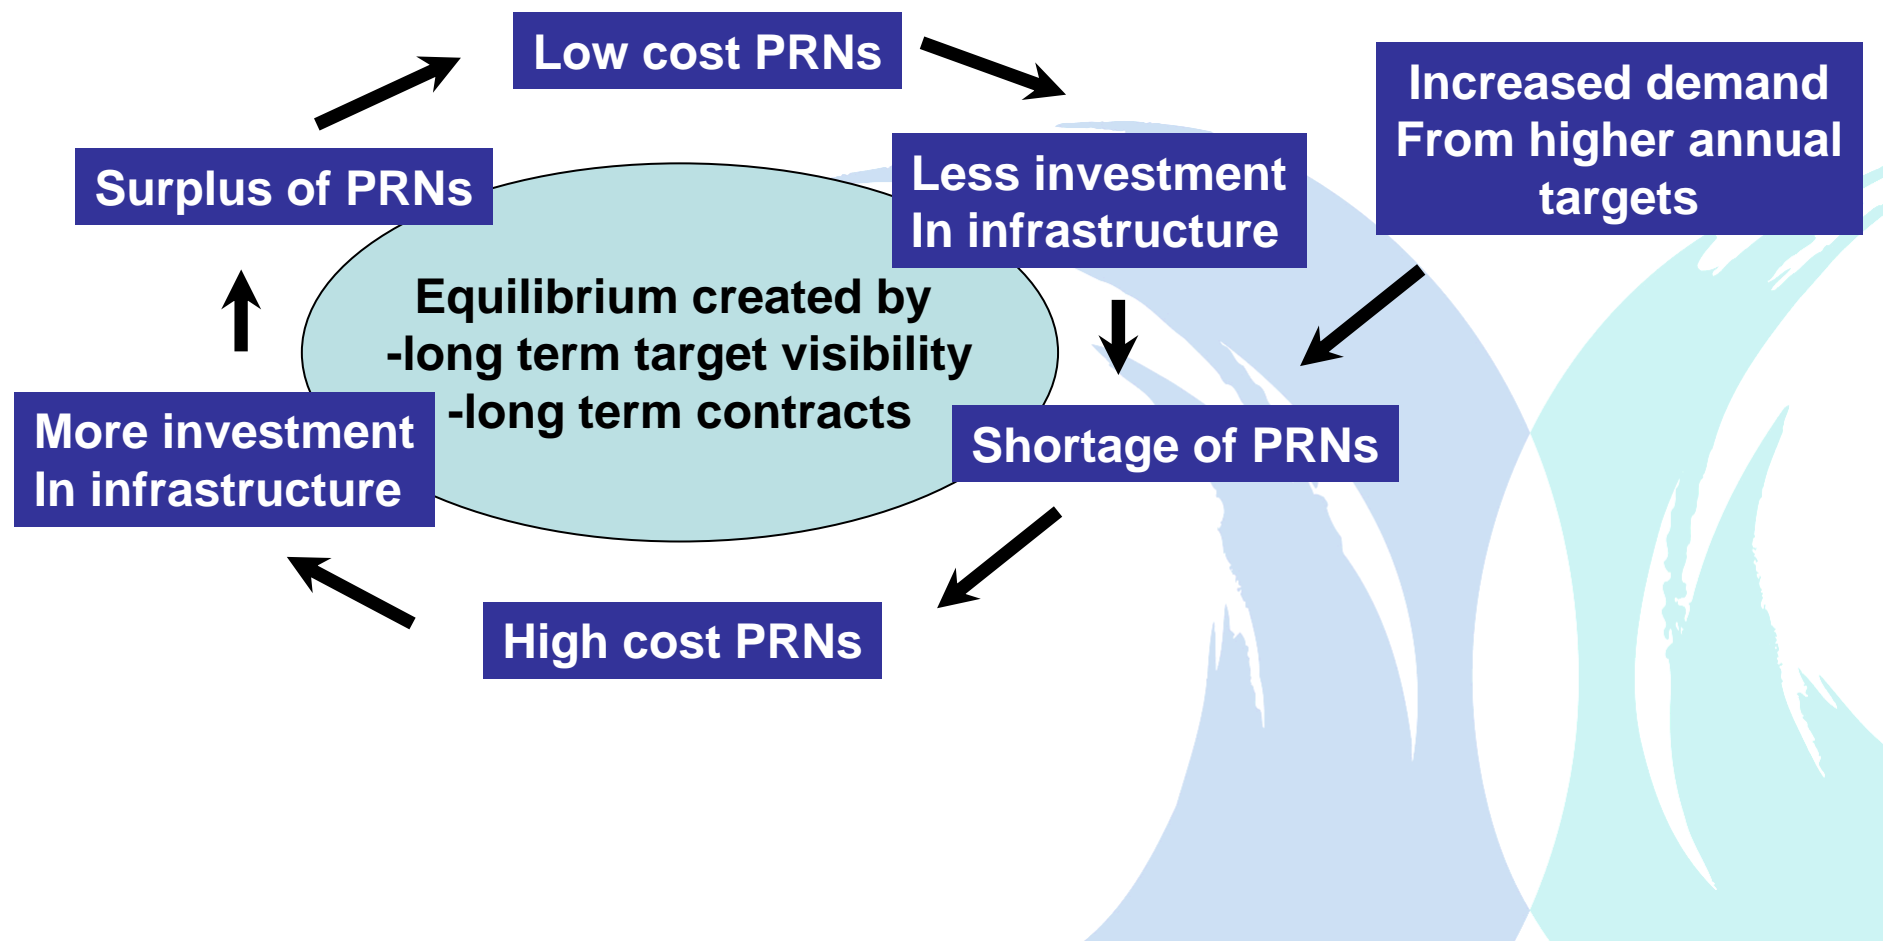 Low cost PRNs
Increased demand
From higher annual
targets
Surplus of PRNs
Less investment
In infrastructure
Equilibrium created by
-long term target visibility
-long term contracts
More investment
In infrastructure
Shortage of PRNs
High cost PRNs